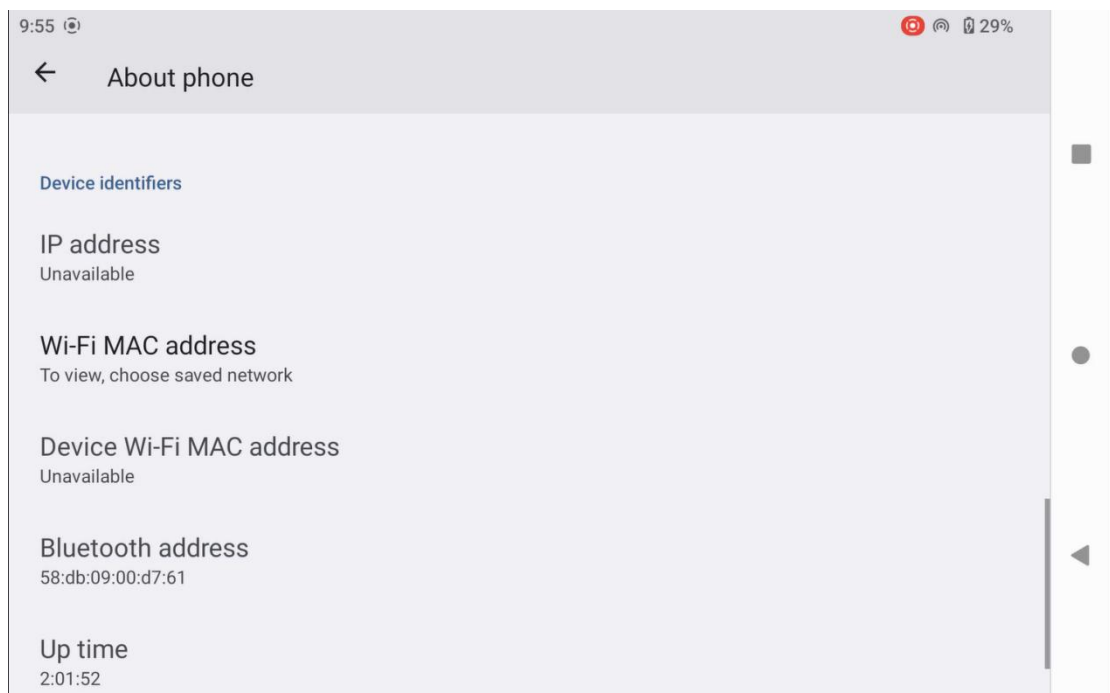 9:55
29%
About phone
Device identifiers
IP address
Unavailable
Wi-Fi MAC address
To view, choose saved network
Device Wi-Fi MAC address
Unavailable
Bluetooth address
58:db:09:00:d7:61
Up time
2:01:52